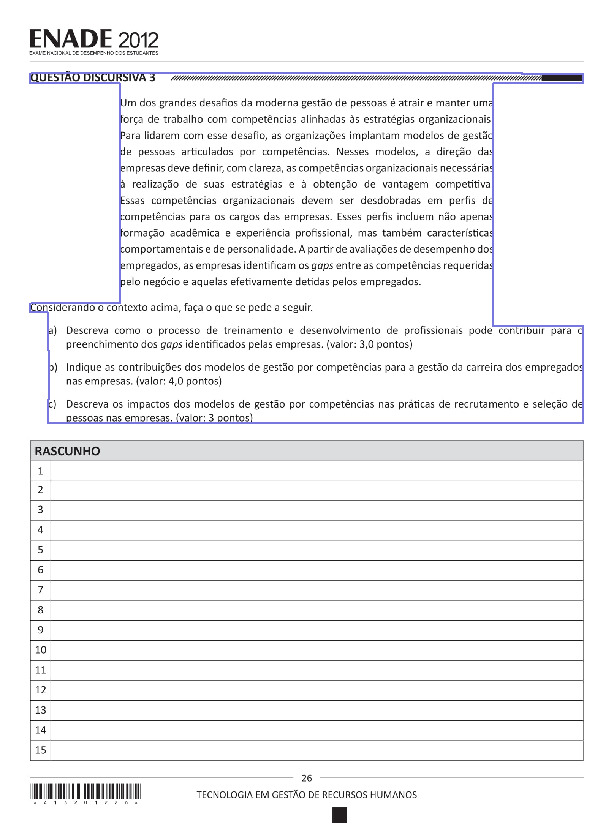 ENADE 2012
EXAME NACIONAL DE DESEMPENHO DOS ESTUDANTES
QUESTÃO DISCURSIVA 3
Um dos grandes desafios da moderna gestão de pessoas é atrair e manter uma
força de trabalho com competências alinhadas às estratégias organizacionais
Para lidarem com esse desafio, as organizações implantam modelos de gestão
de pessoas articulados por competências. Nesses modelos, a direção das
empresas deve definir, com clareza, as competências organizacionais necessárias
à realização de suas estratégias e à obtenção de vantagem competitiva
Essas competências organizacionais devem ser desdobradas em perfis de
competências para os cargos das empresas. Esses perfis incluem não apenas
formação acadêmica e experiência profissional, mas também características
comportamentais e de personalidade. A partir de avaliações de desempenho dos
empregados, as empresas identificam os gaps entre as competências requeridas
pelo negócio e aquelas efetivamente detidas pelos empregados.
Considerando o contexto acima, faça o que se pede a seguir.
a) Descreva como o processo de treinamento e desenvolvimento de profissionais pode contribuir para o
preenchimento dos gaps identificados pelas empresas. (valor: 3,0 pontos)
b) Indique as contribuições dos modelos de gestão por competências para a gestão da carreira dos empregados
nas empresas. (valor: 4,0 pontos)
c) Descreva os impactos dos modelos de gestão por competências nas práticas de recrutamento e seleção de
pessoas nas empresas. (valor: 3 pontos)
RASCUNHO
1
2
3
4
5
6
7
8
9
10
11
12
13
14
15
26
TECNOLOGIA EM GESTÃO DE RECURSOS HUMANOS